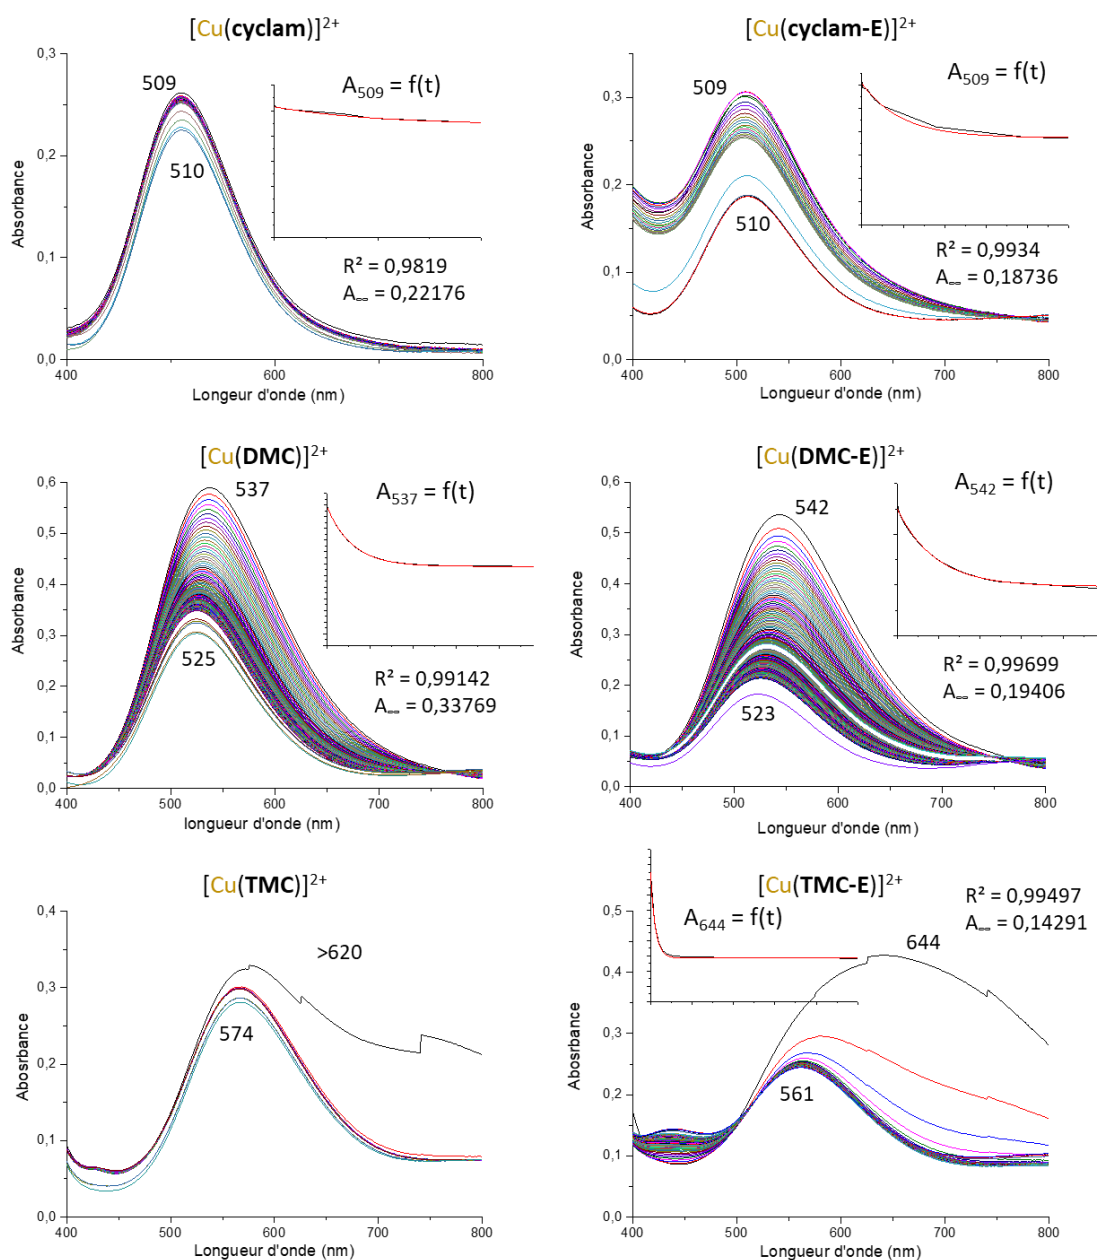 [Cu(cyclam)]²⁺
0,3
0,2
0,1
0,0
Absorbance
509
510
A₅₀₉ = f(t)
R² = 0,9819
A∞ = 0,22176
400 500 600 700 800
Longeur d'onde (nm)
[Cu(cyclam-E)]²⁺
0,3
0,2
0,1
0,0
Absorbance
509
510
A₅₀₉ = f(t)
R² = 0,9934
A∞ = 0,18736
400 500 600 700 800
Longeur d'onde (nm)
[Cu(DMC)]²⁺
0,6
0,5
0,4
0,3
0,2
0,1
0,0
Absorbance
537
525
A₅₃₇ = f(t)
R² = 0,99142
A∞ = 0,33769
400 500 600 700 800
longueur d'onde (nm)
[Cu(DMC-E)]²⁺
0,6
0,5
0,4
0,3
0,2
0,1
0,0
Absorbance
542
523
A₅₄₂ = f(t)
R² = 0,99699
A∞ = 0,19406
400 500 600 700 800
Longueur d'onde (nm)
[Cu(TMC)]²⁺
0,4
0,3
0,2
0,1
0,0
Absorbance
>620
574
400 500 600 700 800
Longeur d'onde (nm)
[Cu(TMC-E)]²⁺
0,5
0,4
0,3
0,2
0,1
0,0
Abosrbance
A₆₄₄ = f(t)
R² = 0,99497
A∞ = 0,14291
644
561
400 500 600 700 800
Longeur d'onde (nm)